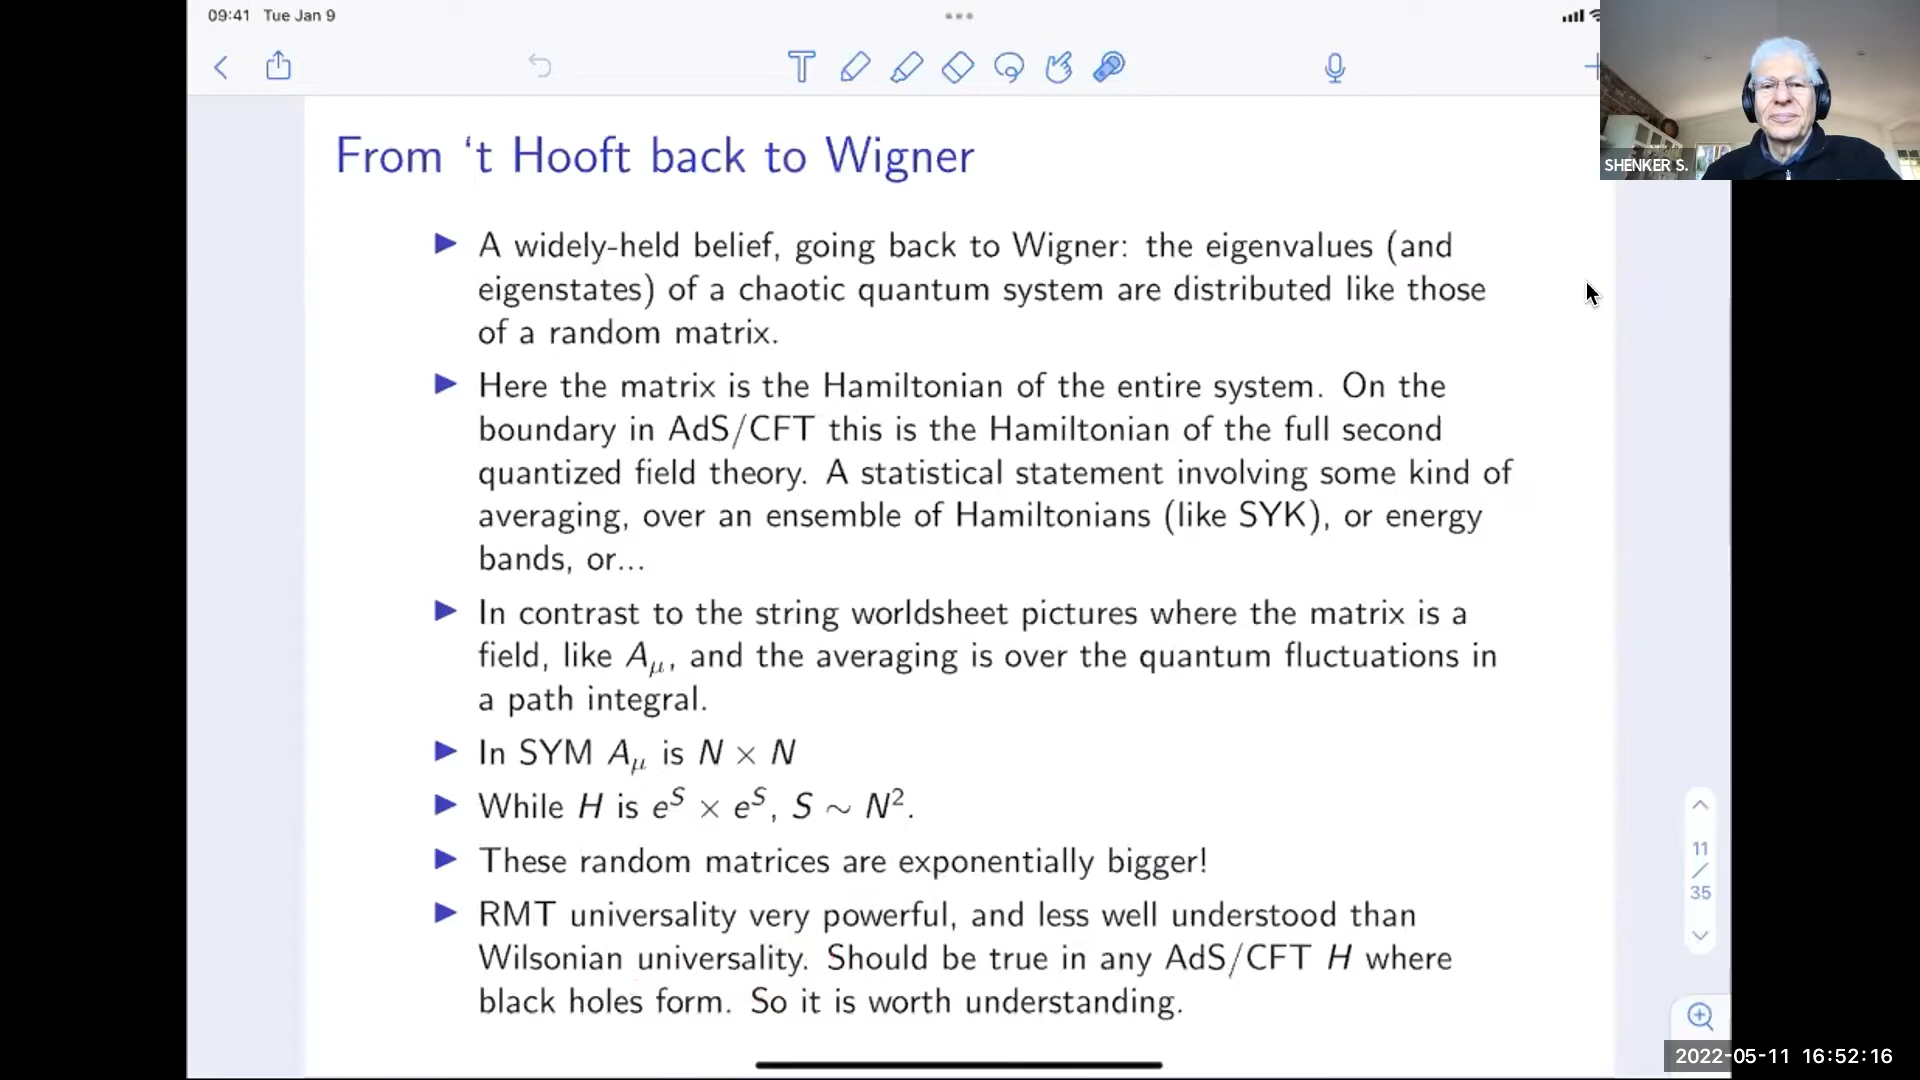 09:41 Tue Jan 9
SHENKER S.
From ‘t Hooft back to Wigner
▶ A widely-held belief, going back to Wigner: the eigenvalues (and
eigenstates) of a chaotic quantum system are distributed like those
of a random matrix.
▶ Here the matrix is the Hamiltonian of the entire system. On the
boundary in AdS/CFT this is the Hamiltonian of the full second
quantized field theory. A statistical statement involving some kind of
averaging, over an ensemble of Hamiltonians (like SYK), or energy
bands, or...
▶ In contrast to the string worldsheet pictures where the matrix is a
field, like A_μ, and the averaging is over the quantum fluctuations in
a path integral.
▶ In SYM A_μ is N × N
▶ While H is e^S × e^S, S ∼ N².
▶ These random matrices are exponentially bigger!
▶ RMT universality very powerful, and less well understood than
Wilsonian universality. Should be true in any AdS/CFT H where
black holes form. So it is worth understanding.
11
/
35
2022-05-11 16:52:16